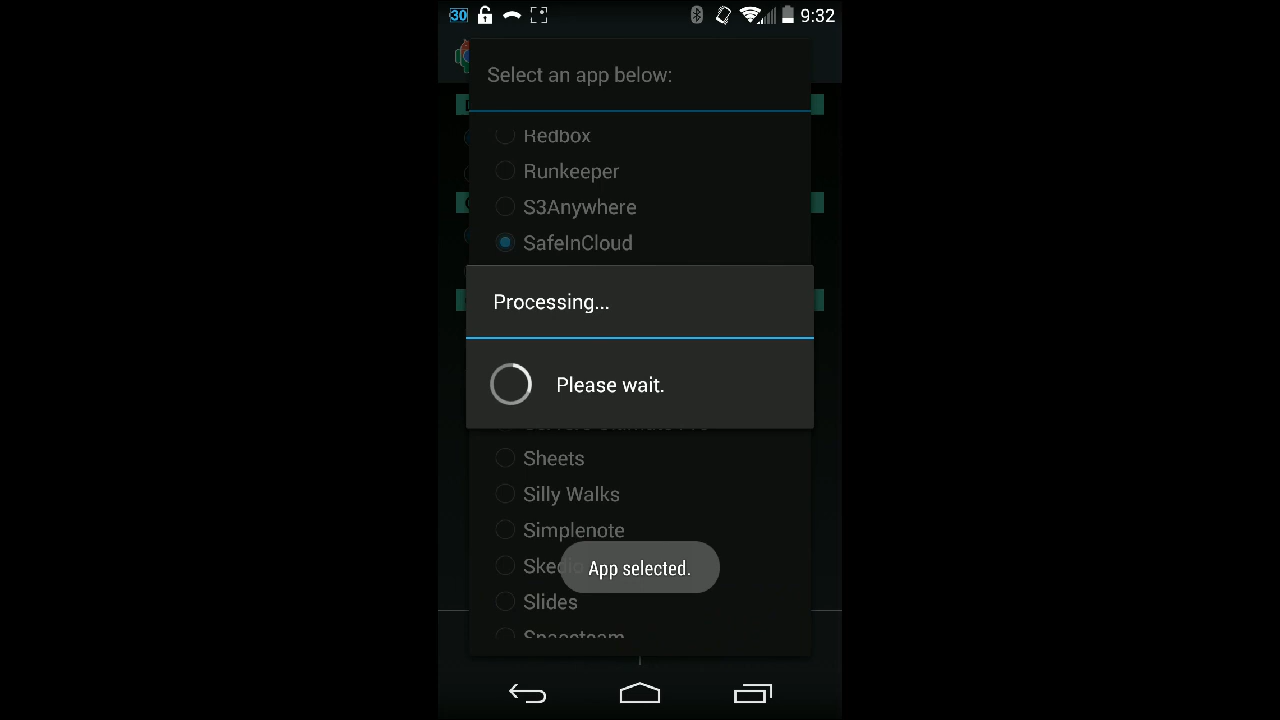 30 9:32
Select an app below:
Redbox
Runkeeper
S3Anywhere
SafeInCloud
Processing...
Please wait.
Sheets
Silly Walks
Simplenote
App selected.
Slides
Spaceteam